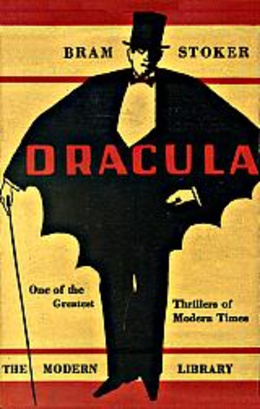 BRAM STOKER
DRACULA
One of the
Greatest
Thrillers of
Modern Times
THE MODERN LIBRARY